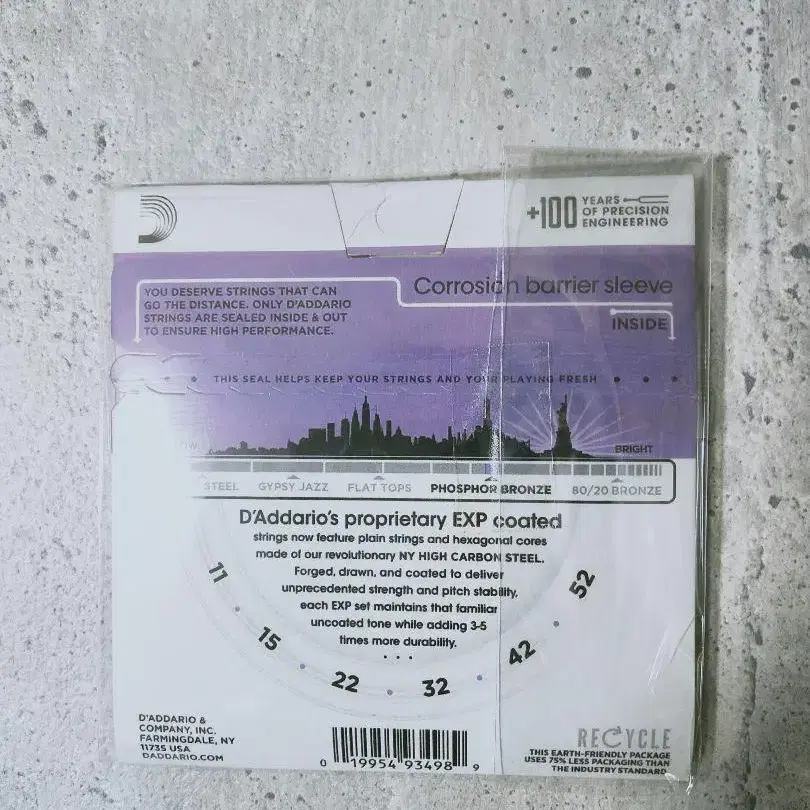 +100 YEARS
OF PRECISION
ENGINEERING
YOU DESERVE STRINGS THAT CAN
GO THE DISTANCE. ONLY D'ADDARIO
STRINGS ARE SEALED INSIDE & OUT
TO ENSURE HIGH PERFORMANCE.
Corrosion barrier sleeve
INSIDE
THIS SEAL HELPS KEEP YOUR STRINGS AND YOUR PLAYING FRESH
BRIGHT
STEEL GYPSY JAZZ FLAT TOPS PHOSPHOR BRONZE 80/20 BRONZE
D'Addario's proprietary EXP coated
strings now feature plain strings and hexagonal cores
made of our revolutionary NY HIGH CARBON STEEL.
Forged, drawn, and coated to deliver
unprecedented strength and pitch stability,
each EXP set maintains that familiar
uncoated tone while adding 3-5
times more durability.
11
15
22
32
42
52
D'ADDARIO &
COMPANY, INC.
FARMINGDALE, NY
11735 USA
DADDARIO.COM
0 19954 93498 9
RECYCLE
THIS EARTH-FRIENDLY PACKAGE
USES 75% LESS PACKAGING THAN
THE INDUSTRY STANDARD.